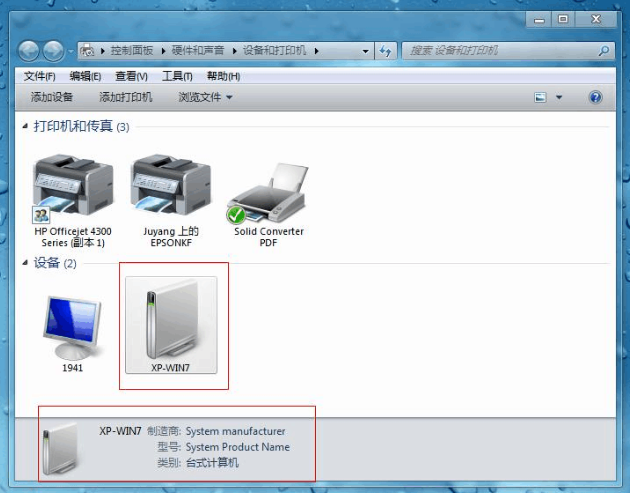 控制面板 硬件和声音 设备和打印机 搜索 设备和打印机
文件(F) 编辑(E) 查看(V) 工具(T) 帮助(H)
添加设备 添加打印机 浏览文件
打印机和传真 (3)
HP Officejet 4300
Series (副本 1)
Juyang 上的
EPSONKF
Solid Converter
PDF
设备 (2)
1941
XP-WIN7
XP-WIN7 制造商: System manufacturer
型号: System Product Name
类别: 台式计算机